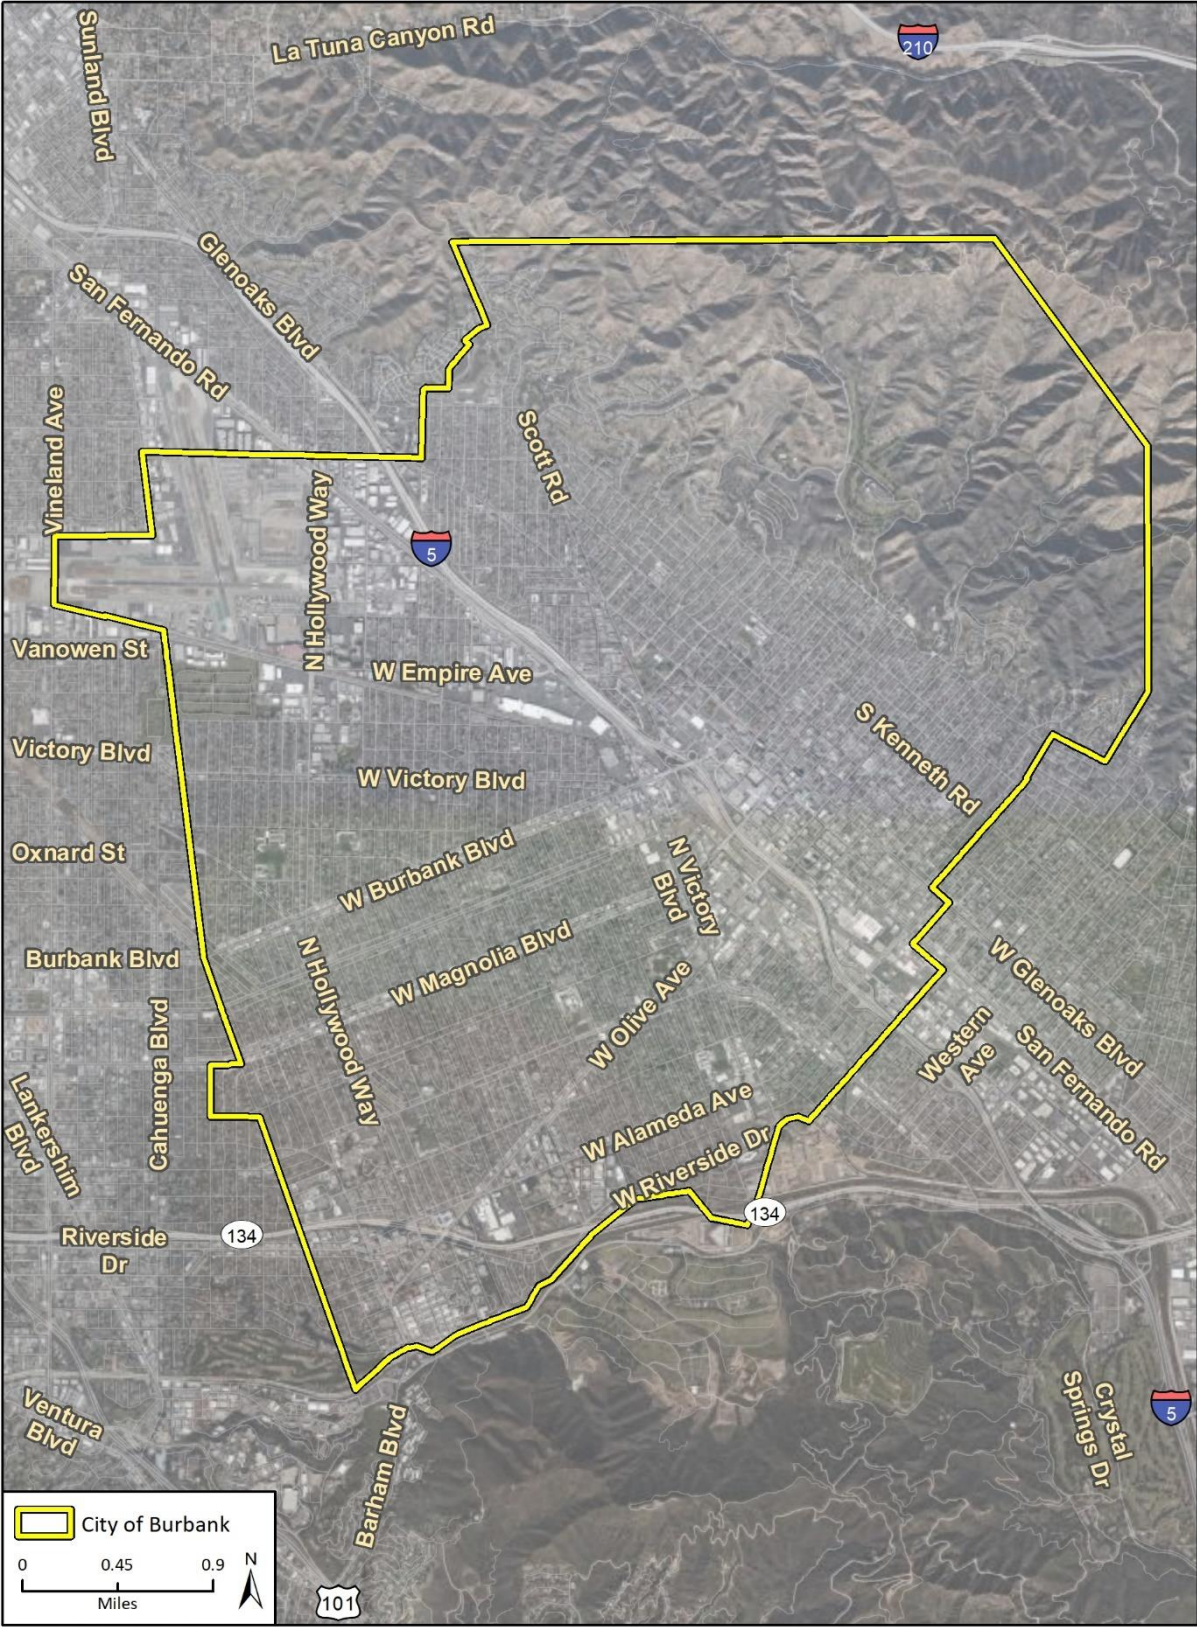 La Tuna Canyon Rd
210
Sunland Blvd
Glenoaks Blvd
San Fernando Rd
Vineland Ave
Scott Rd
N Hollywood Way
5
Vanowen St
W Empire Ave
Victory Blvd
W Victory Blvd
S Kenneth Rd
Oxnard St
W Burbank Blvd
N Victory
Blvd
Burbank Blvd
N Hollywood Way
W Magnolia Blvd
W Olive Ave
W Glenoaks Blvd
Western
Ave
San Fernando Rd
Cahuenga Blvd
Lankershim
Blvd
W Alameda Ave
W Riverside Dr
134
134
Riverside
Dr
Ventura
Blvd
Barham Blvd
Crystal
Springs Dr
5
101
City of Burbank
0 0.45 0.9
Miles
N